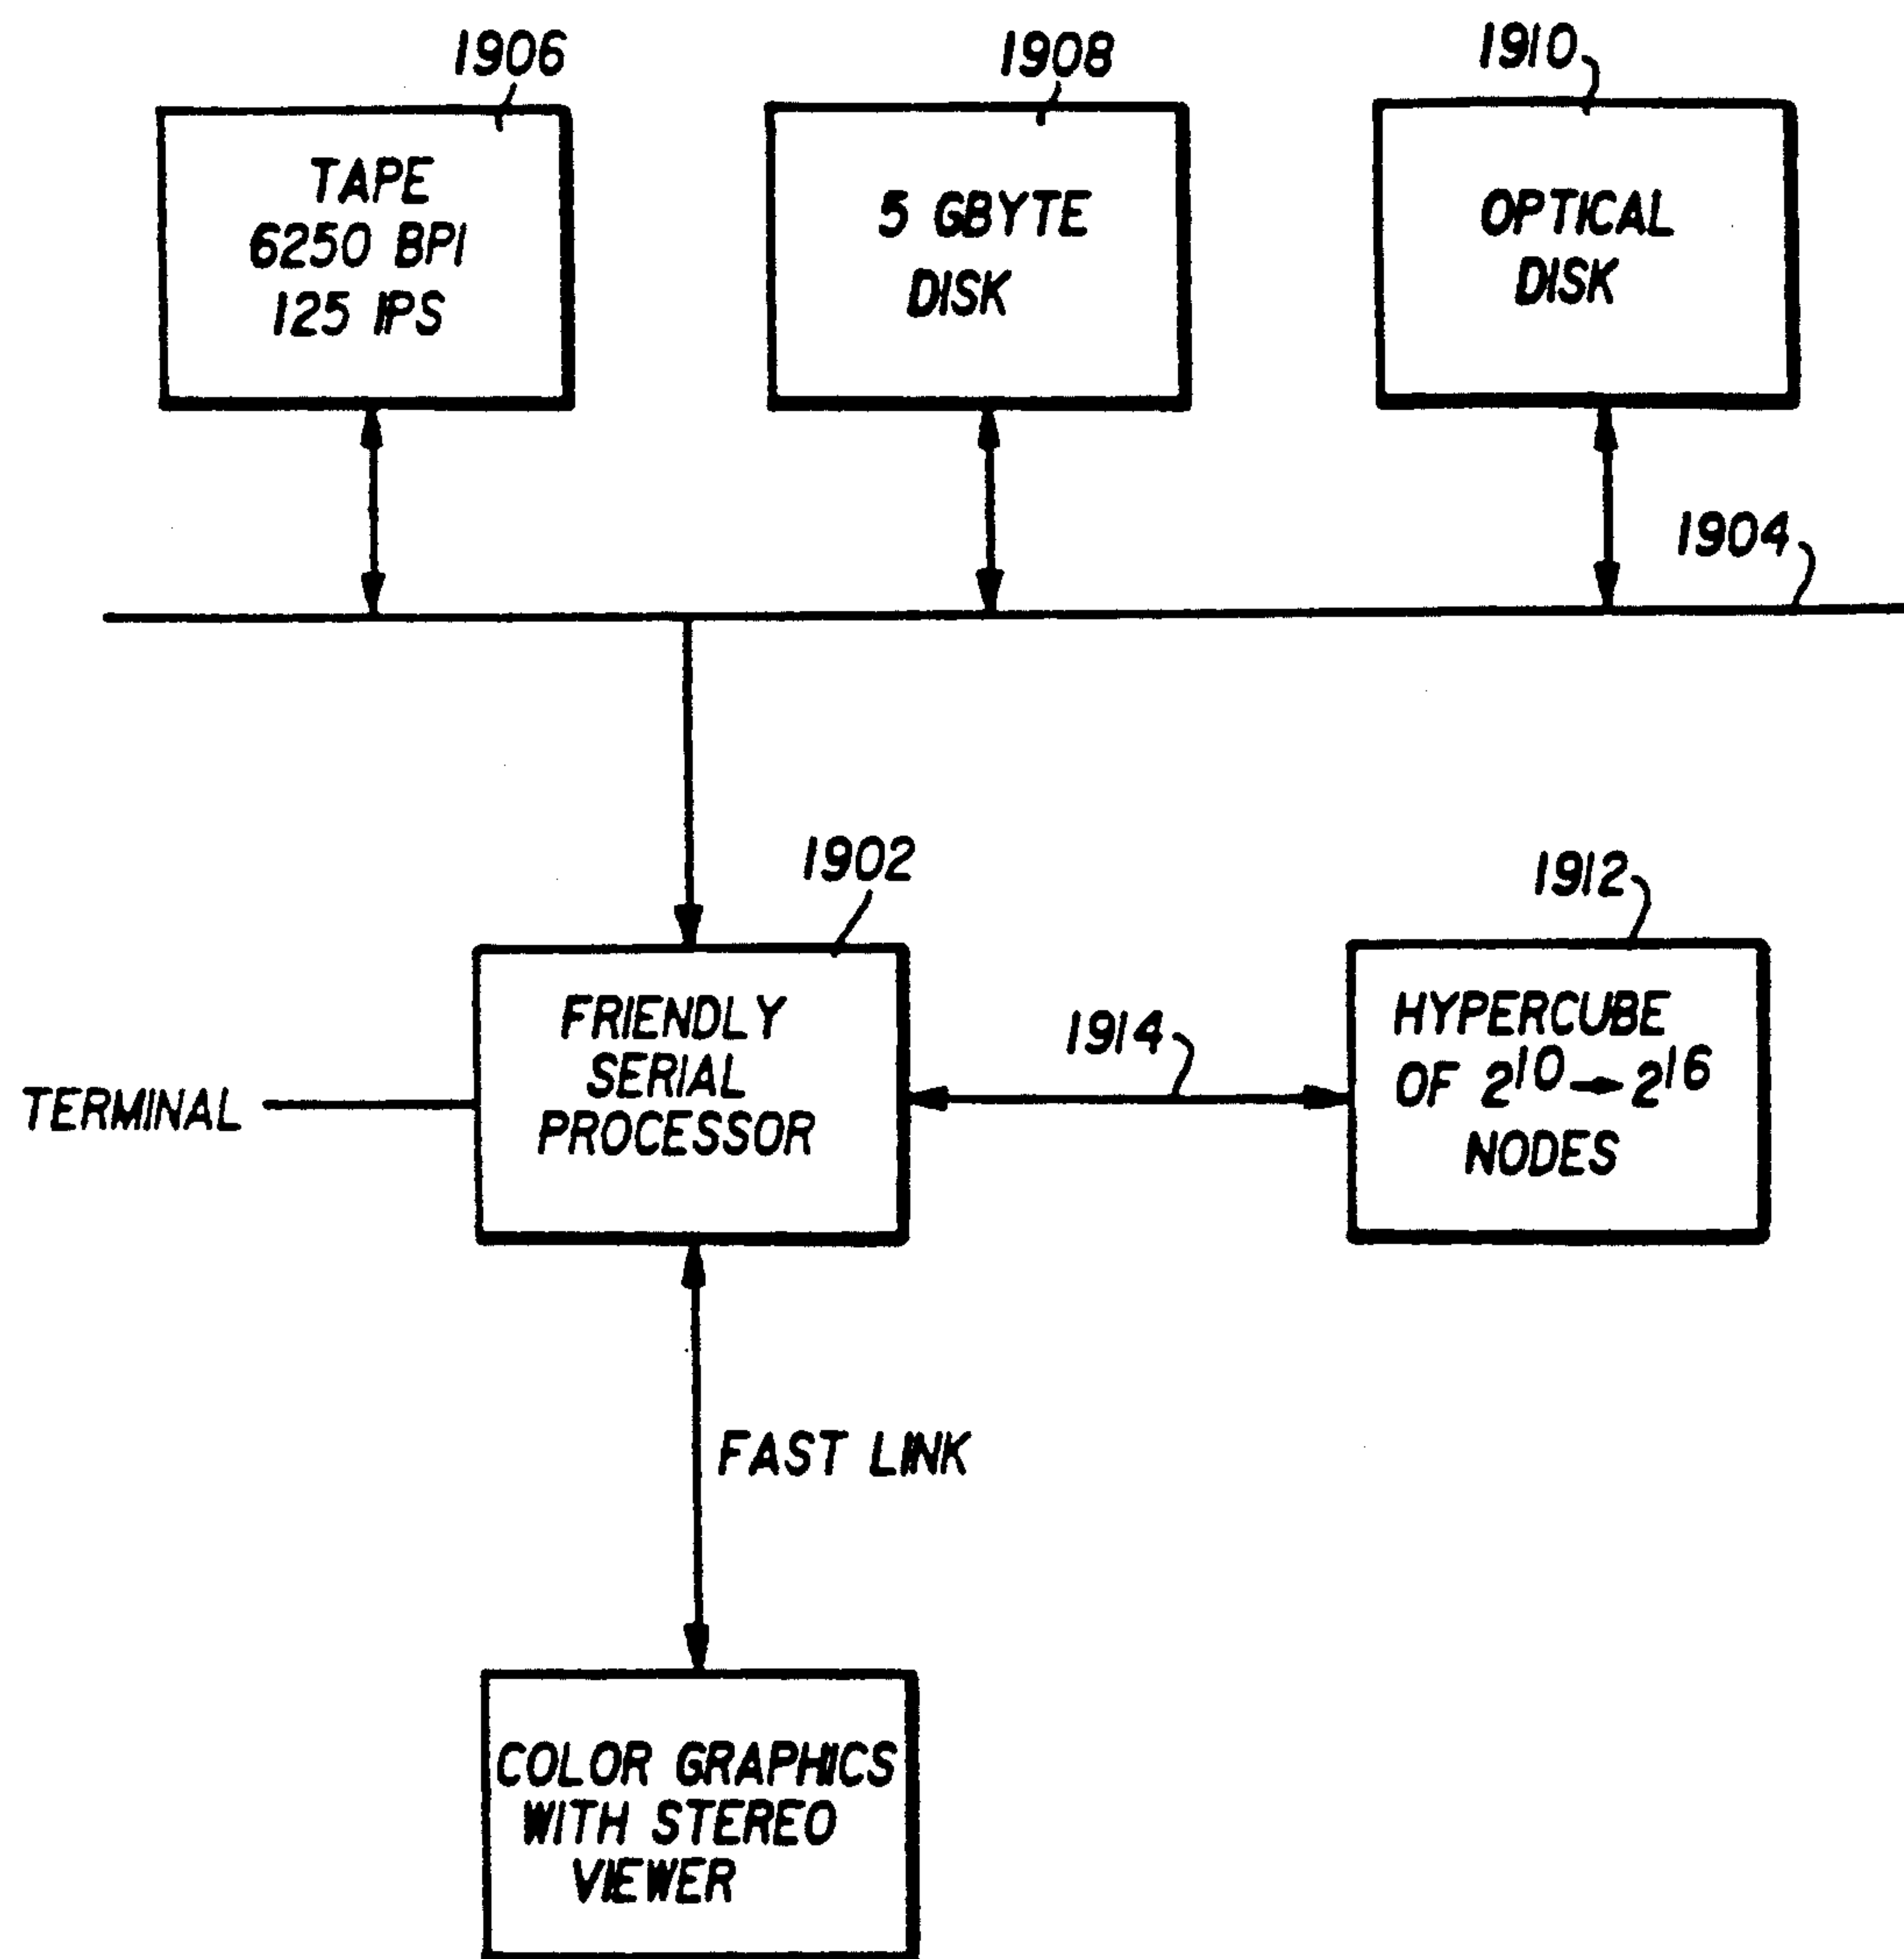 1906
1908
1910
TAPE
6250 BPI
125 IPS
5 GBYTE
DISK
OPTICAL
DISK
1904
1902
1912
FRIENDLY
SERIAL
PROCESSOR
1914
HYPERCUBE
OF 2^10 → 2^16
NODES
TERMINAL
FAST LINK
COLOR GRAPHICS
WITH STEREO
VIEWER